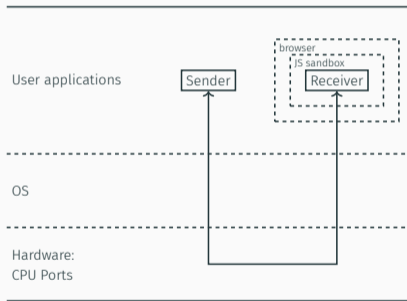 browser
JS sandbox
User applications
Sender
Receiver
OS
Hardware:
CPU Ports